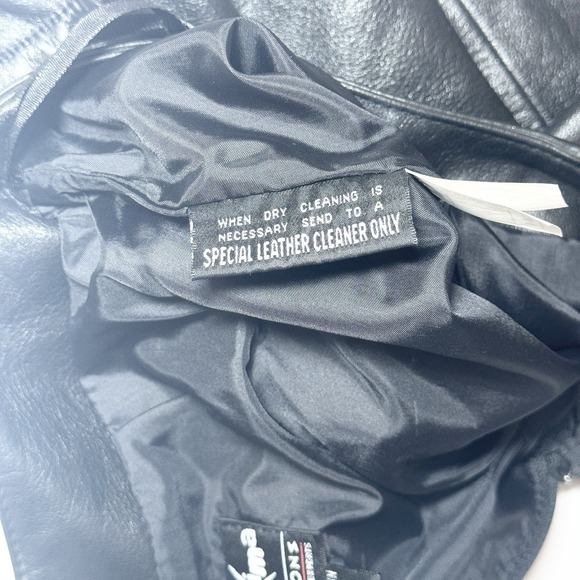 WHEN DRY CLEANING IS
NECESSARY SEND TO A
SPECIAL LEATHER CLEANER ONLY